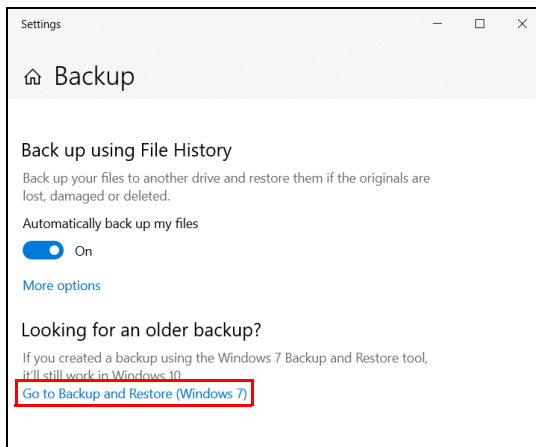 Settings
Backup
Back up using File History
Back up your files to another drive and restore them if the originals are
lost, damaged or deleted.
Automatically back up my files
On
More options
Looking for an older backup?
If you created a backup using the Windows 7 Backup and Restore tool,
it'll still work in Windows 10.
Go to Backup and Restore (Windows 7)